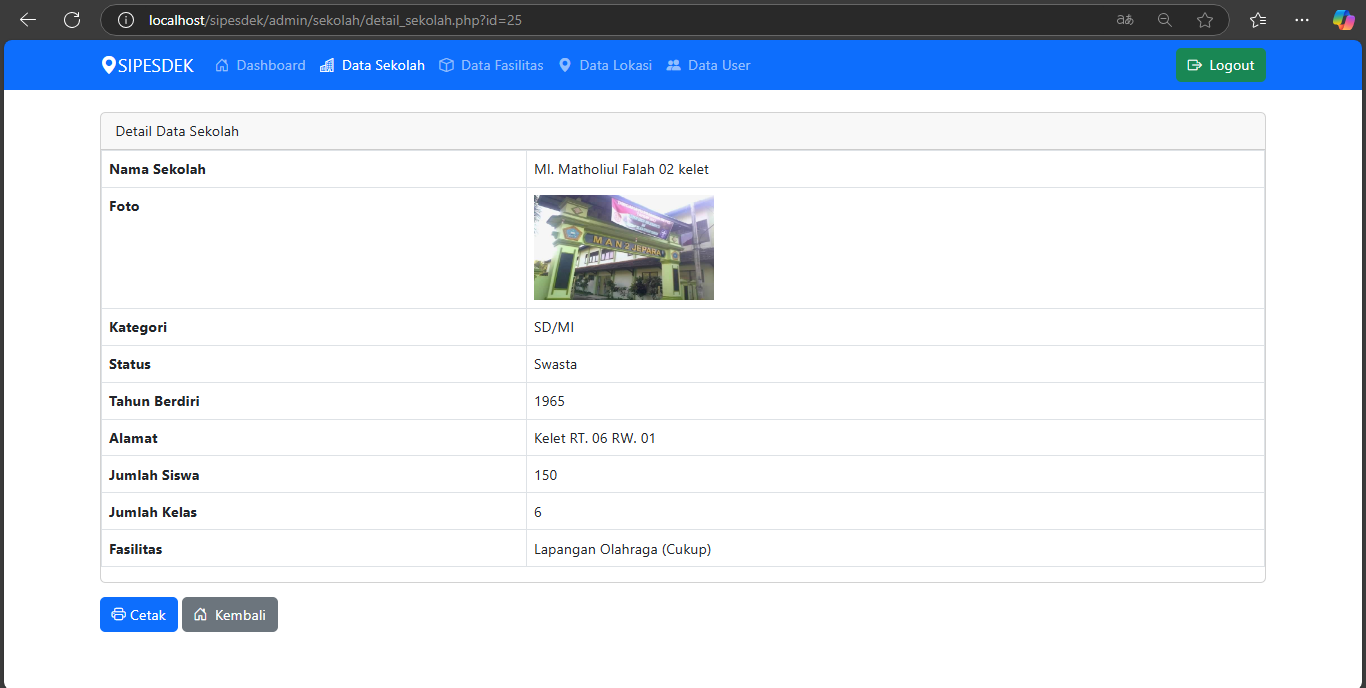 localhost/sipesdek/admin/sekolah/detail_sekolah.php?id=25
SIPESDEK Dashboard Data Sekolah Data Fasilitas Data Lokasi Data User Logout
Detail Data Sekolah
Nama Sekolah MI. Matholiul Falah 02 kelet
Foto
MAN 2 JEPARA
Kategori SD/MI
Status Swasta
Tahun Berdiri 1965
Alamat Kelet RT. 06 RW. 01
Jumlah Siswa 150
Jumlah Kelas 6
Fasilitas Lapangan Olahraga (Cukup)
Cetak Kembali